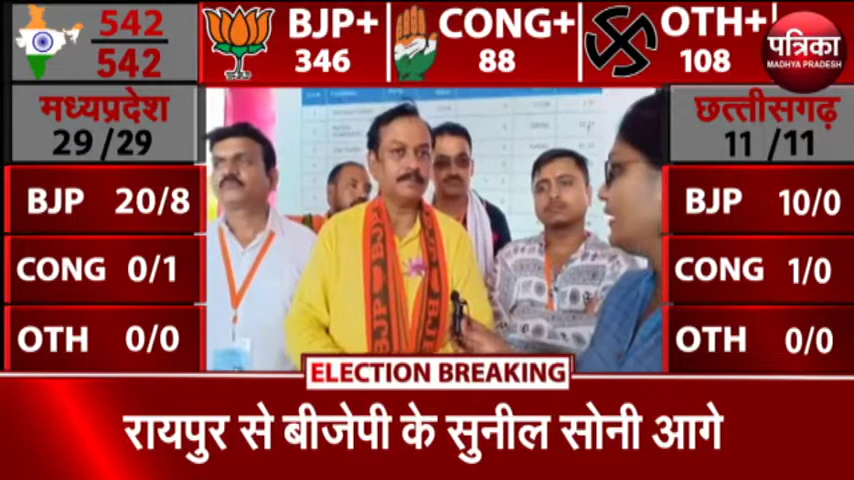 542
542
BJP+
346
CONG+
88
OTH+
108
पत्रिका
MADHYA PRADESH
मध्यप्रदेश
29 /29
BJP 20/8
CONG 0/1
OTH 0/0
छत्तीसगढ़
11 /11
BJP 10/0
CONG 1/0
OTH 0/0
BJP
BJP
ELECTION BREAKING
रायपुर से बीजेपी के सुनील सोनी आगे